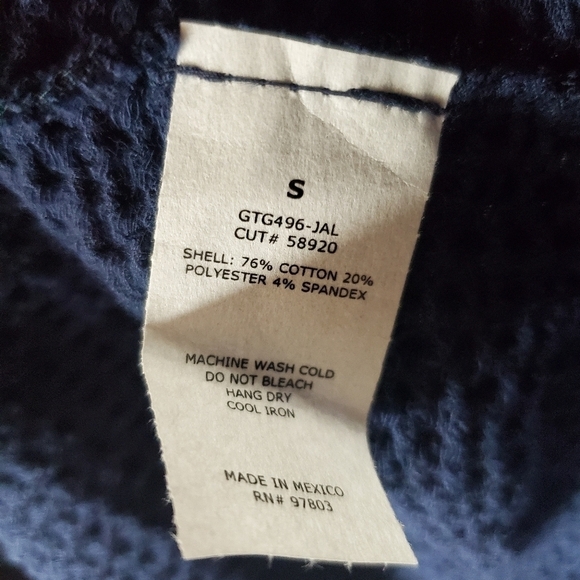 S
GTG496-JAL
CUT# 58920
SHELL: 76% COTTON 20%
POLYESTER 4% SPANDEX
MACHINE WASH COLD
DO NOT BLEACH
HANG DRY
COOL IRON
MADE IN MEXICO
RN# 97803